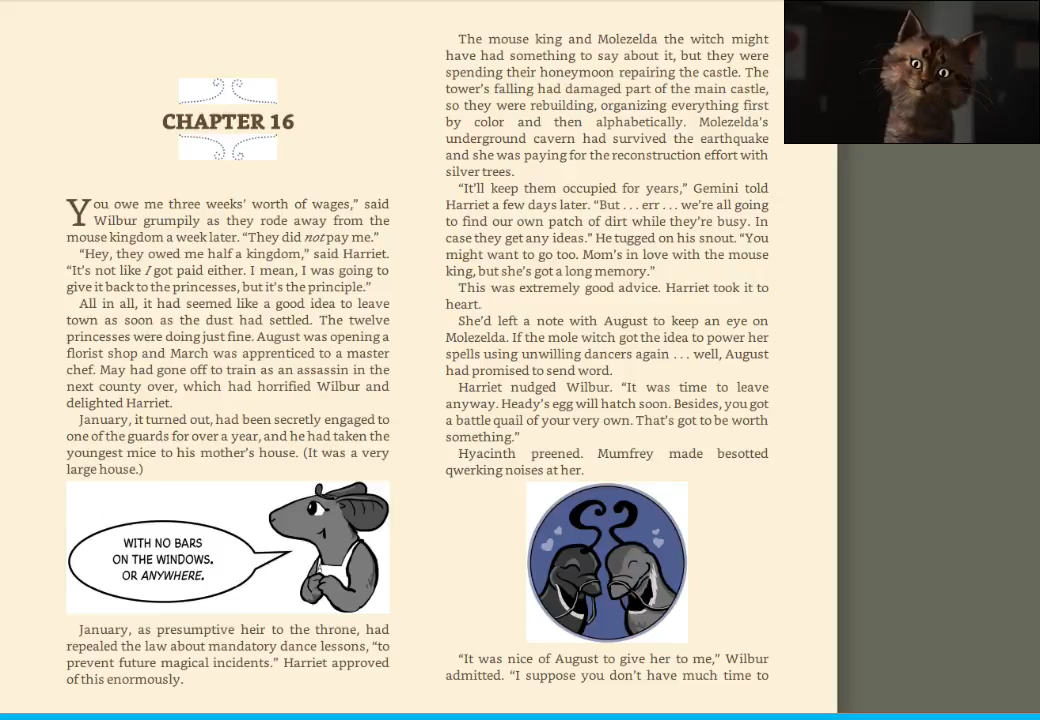 CHAPTER 16
You owe me three weeks’ worth of wages,” said
Wilbur grumpily as they rode away from the
mouse kingdom a week later. “They did not pay me.”
“Hey, they owed me half a kingdom,” said Harriet.
“It's not like I got paid either. I mean, I was going to
give it back to the princesses, but it's the principle.”
All in all, it had seemed like a good idea to leave
town as soon as the dust had settled. The twelve
princesses were doing just fine. August was opening a
florist shop and March was apprenticed to a master
chef. May had gone off to train as an assassin in the
next county over, which had horrified Wilbur and
delighted Harriet.
January, it turned out, had been secretly engaged to
one of the guards for over a year, and he had taken the
youngest mice to his mother's house. (It was a very
large house.)
WITH NO BARS
ON THE WINDOWS.
OR ANYWHERE.
January, as presumptive heir to the throne, had
repealed the law about mandatory dance lessons, “to
prevent future magical incidents.” Harriet approved
of this enormously.
The mouse king and Molezelda the witch might
have had something to say about it, but they were
spending their honeymoon repairing the castle. The
tower's falling had damaged part of the main castle,
so they were rebuilding, organizing everything first
by color and then alphabetically. Molezelda's
underground cavern had survived the earthquake
and she was paying for the reconstruction effort with
silver trees.
“It'll keep them occupied for years,” Gemini told
Harriet a few days later. “But . . . err . . . we're all going
to find our own patch of dirt while they're busy. In
case they get any ideas.” He tugged on his snout. “You
might want to go too. Mom's in love with the mouse
king, but she's got a long memory.”
This was extremely good advice. Harriet took it to
heart.
She'd left a note with August to keep an eye on
Molezelda. If the mole witch got the idea to power her
spells using unwilling dancers again . . . well, August
had promised to send word.
Harriet nudged Wilbur. “It was time to leave
anyway. Heady's egg will hatch soon. Besides, you got
a battle quail of your very own. That's got to be worth
something.”
Hyacinth preened. Mumfrey made besotted
qwerking noises at her.
“It was nice of August to give her to me,” Wilbur
admitted. “I suppose you don't have much time to